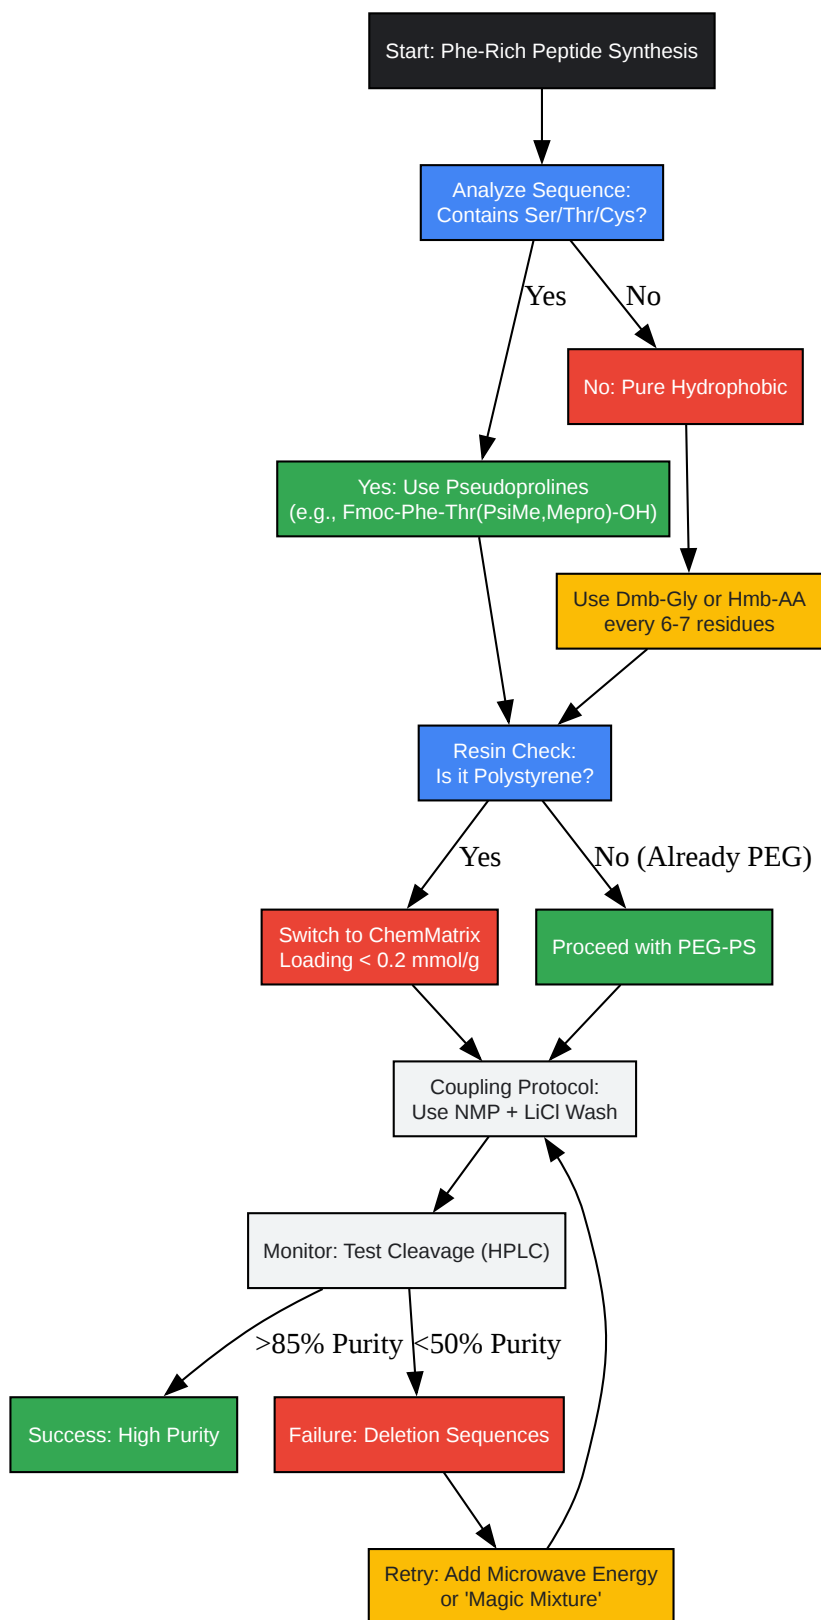 Start: Phe-Rich Peptide Synthesis
Analyze Sequence:
Contains Ser/Thr/Cys?
Yes
No
No: Pure Hydrophobic
Yes: Use Pseudoprolines
(e.g., Fmoc-Phe-Thr(PsiMe,Mepro)-OH)
Use Dmb-Gly or Hmb-AA
every 6-7 residues
Resin Check:
Is it Polystyrene?
Yes
No (Already PEG)
Switch to ChemMatrix
Loading < 0.2 mmol/g
Proceed with PEG-PS
Coupling Protocol:
Use NMP + LiCl Wash
Monitor: Test Cleavage (HPLC)
>85% Purity
<50% Purity
Success: High Purity
Failure: Deletion Sequences
Retry: Add Microwave Energy
or 'Magic Mixture'